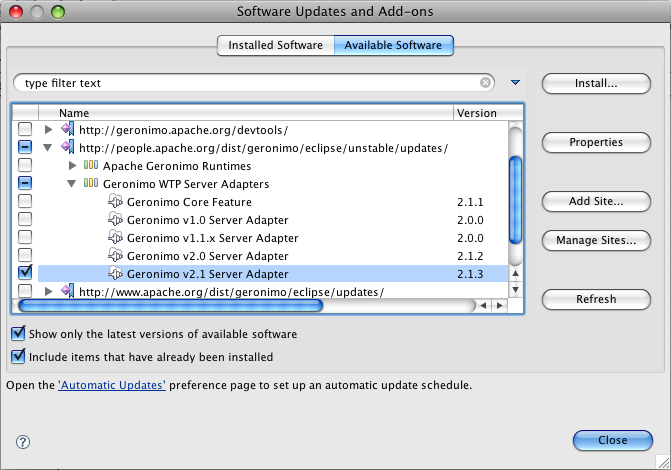 Software Updates and Add-ons
Installed Software Available Software
type filter text
Install...
Name Version
http://geronimo.apache.org/devtools/
http://people.apache.org/dist/geronimo/eclipse/unstable/updates/
Properties
Apache Geronimo Runtimes
Geronimo WTP Server Adapters
Geronimo Core Feature 2.1.1
Add Site...
Geronimo v1.0 Server Adapter 2.0.0
Geronimo v1.1.x Server Adapter 2.0.0
Manage Sites...
Geronimo v2.0 Server Adapter 2.1.2
Geronimo v2.1 Server Adapter 2.1.3
http://www.apache.org/dist/geronimo/eclipse/updates/
Refresh
Show only the latest versions of available software
Include items that have already been installed
Open the 'Automatic Updates' preference page to set up an automatic update schedule.
?
Close